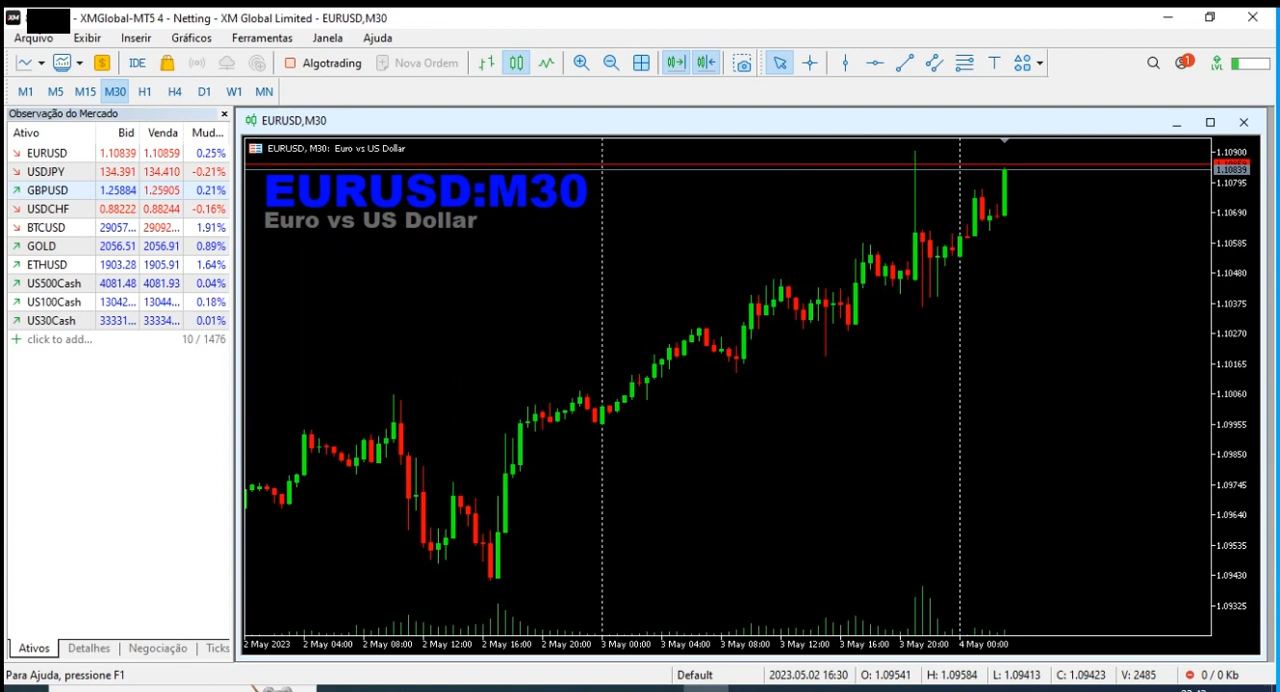 - XMGlobal-MT5 4 - Netting - XM Global Limited - EURUSD,M30
Arquivo Exibir Inserir Gráficos Ferramentas Janela Ajuda
IDE Algotrading Nova Ordem 1 LVL
M1 M5 M15 M30 H1 H4 D1 W1 MN
Observação do Mercado
Ativo Bid Venda Mud...
EURUSD 1.10839 1.10859 0.25%
USDJPY 134.391 134.410 -0.21%
GBPUSD 1.25884 1.25905 0.21%
USDCHF 0.88222 0.88244 -0.16%
BTCUSD 29057... 29092... 1.91%
GOLD 2056.51 2056.91 0.89%
ETHUSD 1903.28 1905.91 1.64%
US500Cash 4081.48 4081.93 0.04%
US100Cash 13042... 13044... 0.18%
US30Cash 33331... 33334... 0.01%
click to add... 10 / 1476
Ativos Detalhes Negociação Ticks
EURUSD,M30
EURUSD, M30: Euro vs US Dollar
EURUSD:M30
Euro vs US Dollar
1.10900
1.10839
1.10795
1.10690
1.10585
1.10480
1.10375
1.10270
1.10165
1.10060
1.09955
1.09850
1.09745
1.09640
1.09535
1.09430
1.09325
2 May 2023 2 May 04:00 2 May 08:00 2 May 12:00 2 May 16:00 2 May 20:00 3 May 00:00 3 May 04:00 3 May 08:00 3 May 12:00 3 May 16:00 3 May 20:00 4 May 00:00
Para Ajuda, pressione F1 Default 2023.05.02 16:30 O: 1.09541 H: 1.09584 L: 1.09413 C: 1.09423 V: 2485 0 / 0 Kb